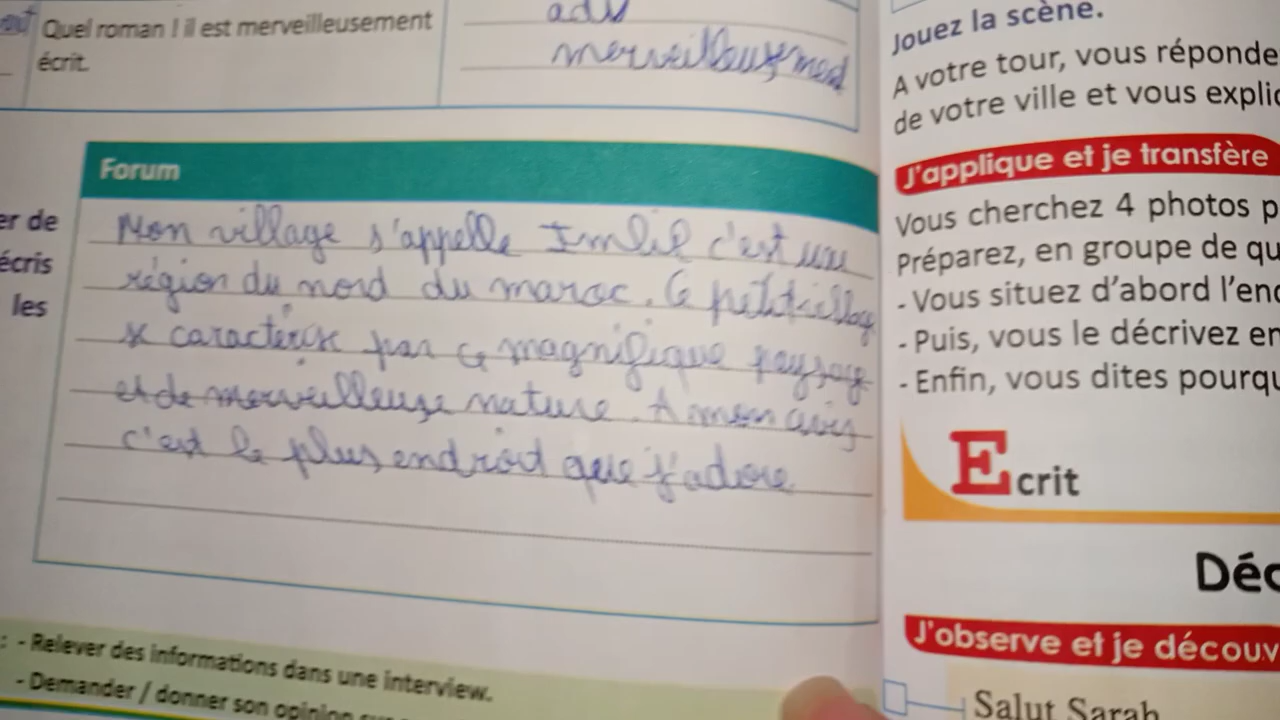 Quel roman ! il est merveilleusement
écrit.
adv
merveilleusement
Forum
Mon village s'appelle Imlil c'est une
région du nord du maroc. Ce petit village
se caractérise par ce magnifique paysage
et de merveilleuse nature. A mon avis
c'est le plus endroit que j'adore
er de
écris
les
: - Relever des informations dans une interview.
- Demander / donner son opinion sur
Jouez la scène.
A votre tour, vous réponde
de votre ville et vous explic
J'applique et je transfère
Vous cherchez 4 photos p
Préparez, en groupe de qu
- Vous situez d'abord l'end
- Puis, vous le décrivez en
- Enfin, vous dites pourqu
Ecrit
Déc
J'observe et je découv
Salut Sarah